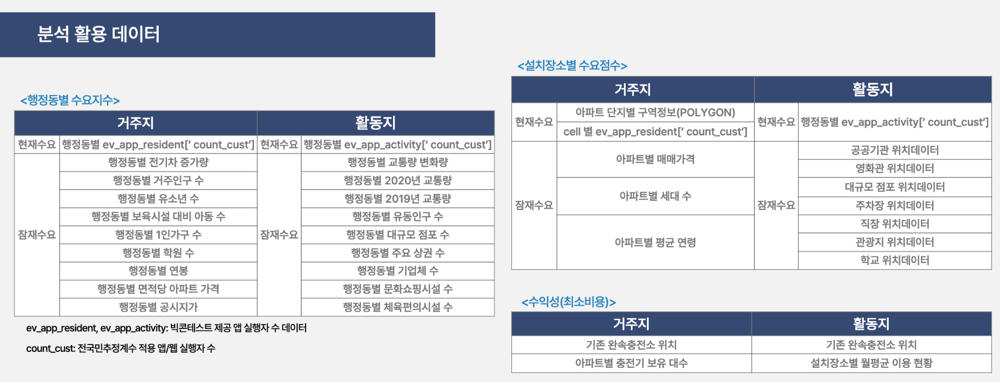 분석 활용 데이터
<행정동별 수요지수>
거주지 활동지
현재수요 행정동별 ev_app_resident[‘ count_cust’] 현재수요 행정동별 ev_app_activity[‘ count_cust’]
잠재수요 행정동별 전기차 증가량 잠재수요 행정동별 교통량 변화량
행정동별 거주인구 수 행정동별 2020년 교통량
행정동별 유소년 수 행정동별 2019년 교통량
행정동별 보육시설 대비 아동 수 행정동별 유동인구 수
행정동별 1인가구 수 행정동별 대규모 점포 수
행정동별 학원 수 행정동별 주요 상권 수
행정동별 연봉 행정동별 기업체 수
행정동별 면적당 아파트 가격 행정동별 문화쇼핑시설 수
행정동별 공시지가 행정동별 체육편의시설 수
ev_app_resident, ev_app_activity: 빅콘테스트 제공 앱 실행자 수 데이터
count_cust: 전국민추정계수 적용 앱/웹 실행자 수
<설치장소별 수요점수>
거주지 활동지
현재수요 아파트 단지별 구역정보(POLYGON) 현재수요 행정동별 ev_app_activity[‘ count_cust’]
cell 별 ev_app_resident[‘ count_cust’]
잠재수요 아파트별 매매가격 잠재수요 공공기관 위치데이터
영화관 위치데이터
아파트별 세대 수 대규모 점포 위치데이터
주차장 위치데이터
아파트별 평균 연령 직장 위치데이터
관광지 위치데이터
학교 위치데이터
<수익성(최소비용)>
거주지 활동지
기존 완속충전소 위치 기존 완속충전소 위치
아파트별 충전기 보유 대수 설치장소별 월평균 이용 현황